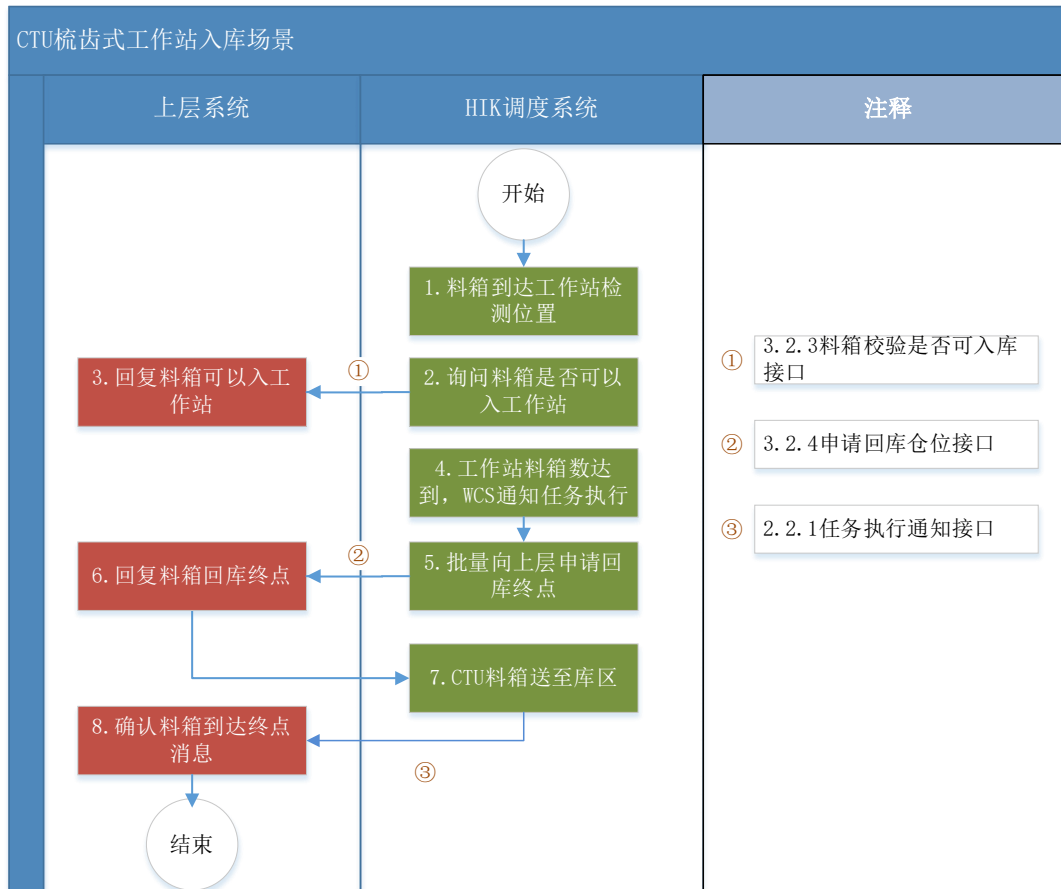 CTU梳齿式工作站入库场景
上层系统
HIK调度系统
注释
开始
1.料箱到达工作站检
测位置
①
3.回复料箱可以入工
作站
2.询问料箱是否可以
入工作站
①
3.2.3料箱校验是否可入库
接口
4.工作站料箱数达
到，WCS通知任务执行
②
3.2.4申请回库仓位接口
②
6.回复料箱回库终点
5.批量向上层申请回
库终点
③
2.2.1任务执行通知接口
7.CTU料箱送至库区
8.确认料箱到达终点
消息
③
结束